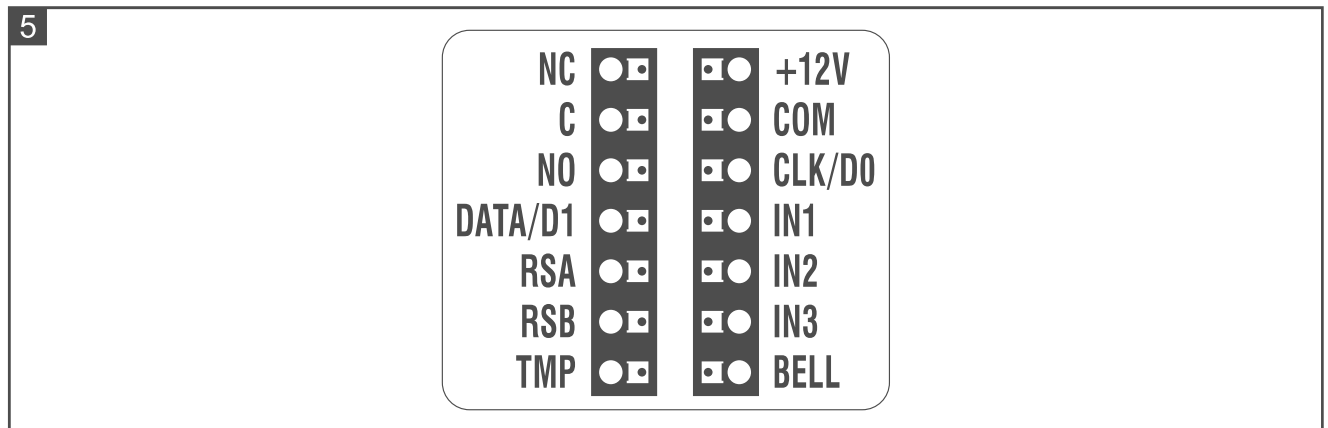 5
NC +12V
C COM
NO CLK/D0
DATA/D1 IN1
RSA IN2
RSB IN3
TMP BELL